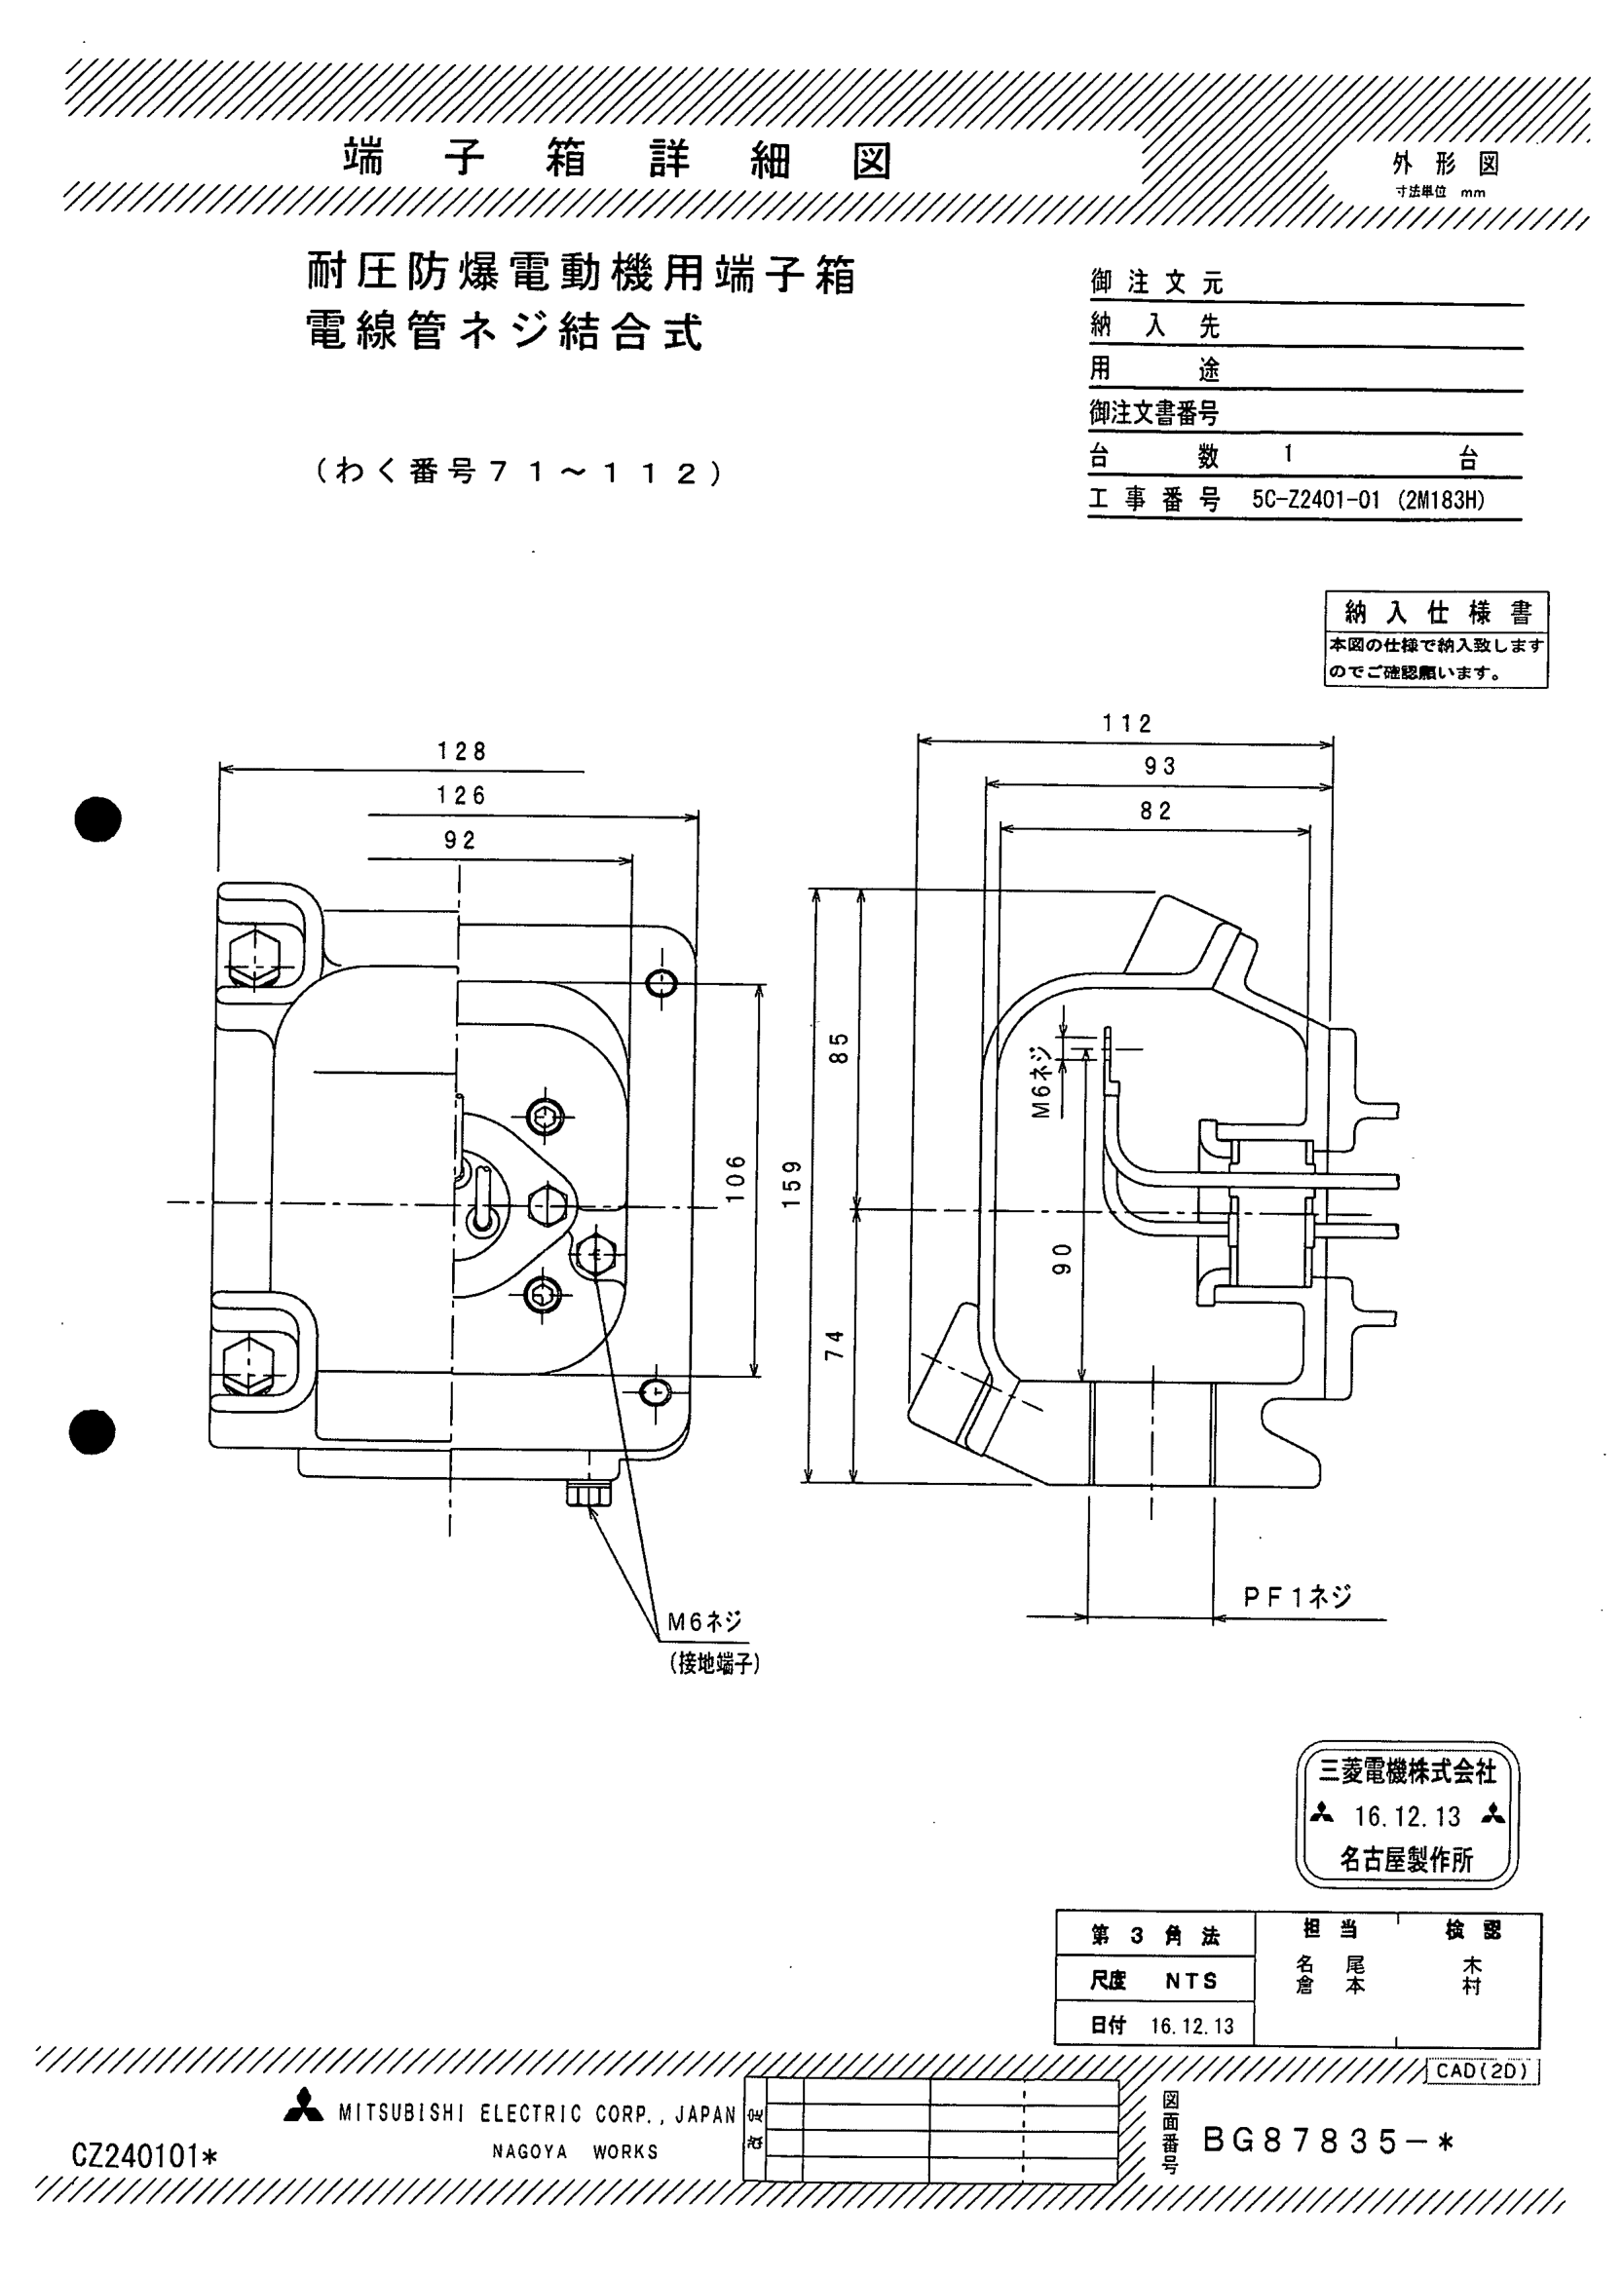 端子箱詳細図
外形図
寸法単位 mm
耐圧防爆電動機用端子箱
電線管ネジ結合式
(わく番号71～112)
御注文元
納入先
用途
御注文書番号
台数 1 台
工事番号 5C-Z2401-01 (2M183H)
納入仕様書
本図の仕様で納入致します
のでご確認願います。
128
126
92
106
112
93
82
159
85
74
90
M6ネジ
PF1ネジ
M6ネジ
(接地端子)
三菱電機株式会社
16.12.13
名古屋製作所
第3角法
尺度 NTS
日付 16.12.13
担当 検認
名倉 尾本 木村
CAD(2D)
MITSUBISHI ELECTRIC CORP., JAPAN
NAGOYA WORKS
CZ240101*
図面番号 BG87835-*